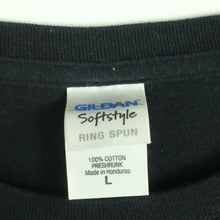 GILDAN
Softstyle
RING SPUN
100% COTTON
PRESHRUNK
Made in Honduras
L